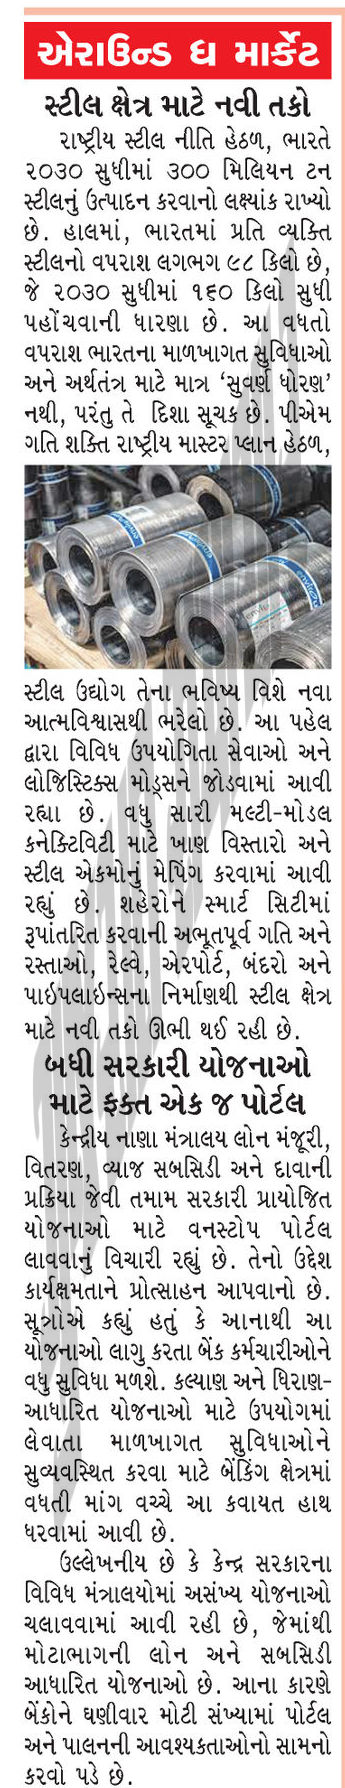 એરાઉન્ડ ધ માર્કેટ
સ્ટીલ ક્ષેત્ર માટે નવી તકો
રાષ્ટ્રીય સ્ટીલ નીતિ હેઠળ, ભારતે
૨૦૩૦ સુધીમાં ૩૦૦ મિલિયન ટન
સ્ટીલનું ઉત્પાદન કરવાનો લક્ષ્યાંક રાખ્યો
છે. હાલમાં, ભારતમાં પ્રતિ વ્યક્તિ
સ્ટીલનો વપરાશ લગભગ ૯૮ કિલો છે,
જે ૨૦૩૦ સુધીમાં ૧૬૦ કિલો સુધી
પહોંચવાની ધારણા છે. આ વધતો
વપરાશ ભારતના માળખાગત સુવિધાઓ
અને અર્થતંત્ર માટે માત્ર ‘સુવર્ણ ધોરણ’
નથી, પરંતુ તે દિશા સૂચક છે. પીએમ
ગતિ શક્તિ રાષ્ટ્રીય માસ્ટર પ્લાન હેઠળ,
સ્ટીલ ઉદ્યોગ તેના ભવિષ્ય વિશે નવા
આત્મવિશ્વાસથી ભરેલો છે. આ પહેલ
દ્વારા વિવિધ ઉપયોગિતા સેવાઓ અને
લોજિસ્ટિક્સ મોડ્સને જોડવામાં આવી
રહ્યા છે. વધુ સારી મલ્ટી-મોડલ
કનેક્ટિવિટી માટે ખાણ વિસ્તારો અને
સ્ટીલ એકમોનું મેપિંગ કરવામાં આવી
રહ્યું છે. શહેરોને સ્માર્ટ સિટીમાં
રૂપાંતરિત કરવાની અભૂતપૂર્વ ગતિ અને
રસ્તાઓ, રેલ્વે, એરપોર્ટ, બંદરો અને
પાઇપલાઇન્સના નિર્માણથી સ્ટીલ ક્ષેત્ર
માટે નવી તકો ઊભી થઈ રહી છે.
બધી સરકારી યોજનાઓ
માટે ફક્ત એક જ પોર્ટલ
કેન્દ્રીય નાણા મંત્રાલય લોન મંજૂરી,
વિતરણ, વ્યાજ સબસિડી અને દાવાની
પ્રક્રિયા જેવી તમામ સરકારી પ્રાયોજિત
યોજનાઓ માટે વનસ્ટોપ પોર્ટલ
લાવવાનું વિચારી રહ્યું છે. તેનો ઉદ્દેશ
કાર્યક્ષમતાને પ્રોત્સાહન આપવાનો છે.
સૂત્રોએ કહ્યું હતું કે આનાથી આ
યોજનાઓ લાગુ કરતા બેંક કર્મચારીઓને
વધુ સુવિધા મળશે. કલ્યાણ અને ધિરાણ-
આધારિત યોજનાઓ માટે ઉપયોગમાં
લેવાતા માળખાગત સુવિધાઓને
સુવ્યવસ્થિત કરવા માટે બેંકિંગ ક્ષેત્રમાં
વધતી માંગ વચ્ચે આ કવાયત હાથ
ધરવામાં આવી છે.
ઉલ્લેખનીય છે કે કેન્દ્ર સરકારના
વિવિધ મંત્રાલયોમાં અસંખ્ય યોજનાઓ
ચલાવવામાં આવી રહી છે, જેમાંથી
મોટાભાગની લોન અને સબસિડી
આધારિત યોજનાઓ છે. આના કારણે
બેંકોને ઘણીવાર મોટી સંખ્યામાં પોર્ટલ
અને પાલનની આવશ્યકતાઓનો સામનો
કરવો પડે છે.